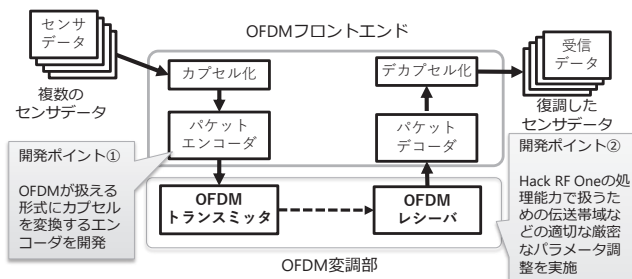 センサ
データ
複数の
センサデータ
OFDMフロントエンド
カプセル化
パケット
エンコーダ
デカプセル化
パケット
デコーダ
受信
データ
復調した
センサデータ
開発ポイント①
OFDMが扱える
形式にカプセル
を変換するエン
コーダを開発
OFDM
トランスミッタ
OFDM
レシーバ
OFDM変調部
開発ポイント②
Hack RF Oneの処
理能力で扱うた
めの伝送帯域な
どの適切な厳密
なパラメータ調
整を実施